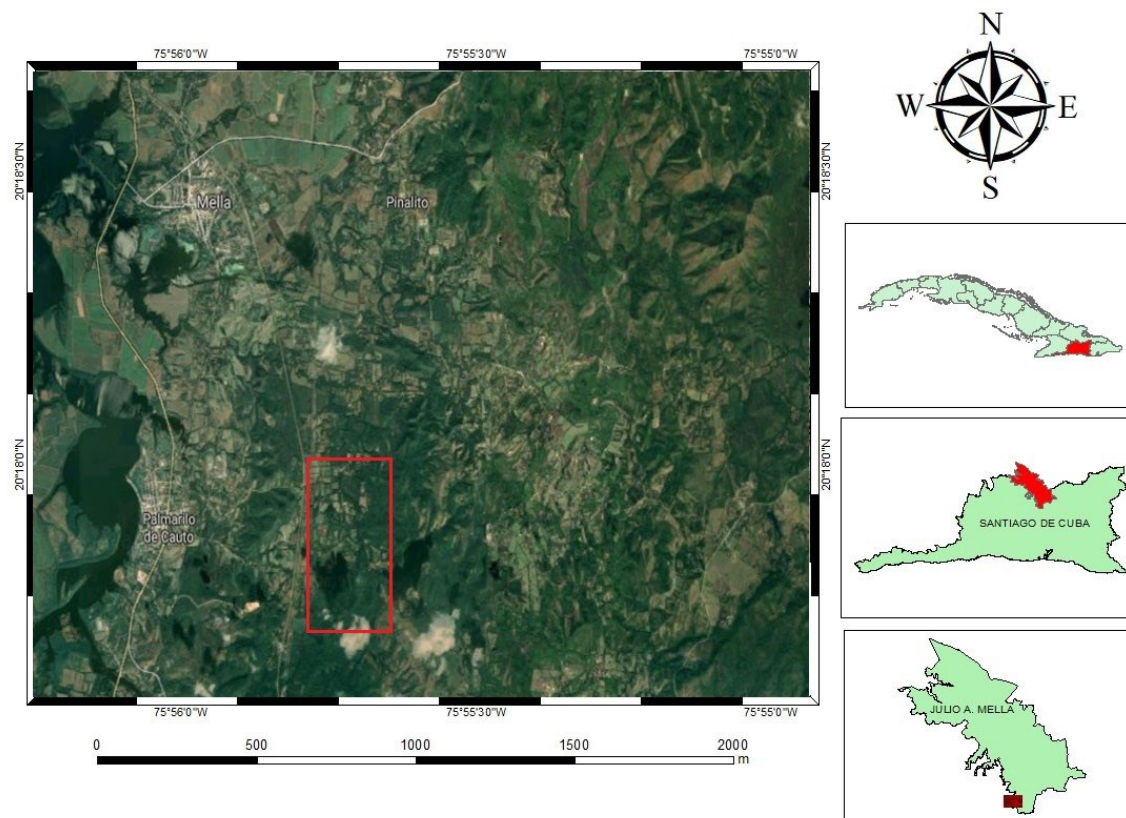 75°56'0"W 75°55'30"W 75°55'0"W
N
W E
S
20°18'30"N
20°18'30"N
Mella
Pinalito
20°18'0"N
20°18'0"N
Palmarito
de Cauto
75°56'0"W 75°55'30"W 75°55'0"W
0 500 1000 1500 2000
m
SANTIAGO DE CUBA
JULIO A. MELLA